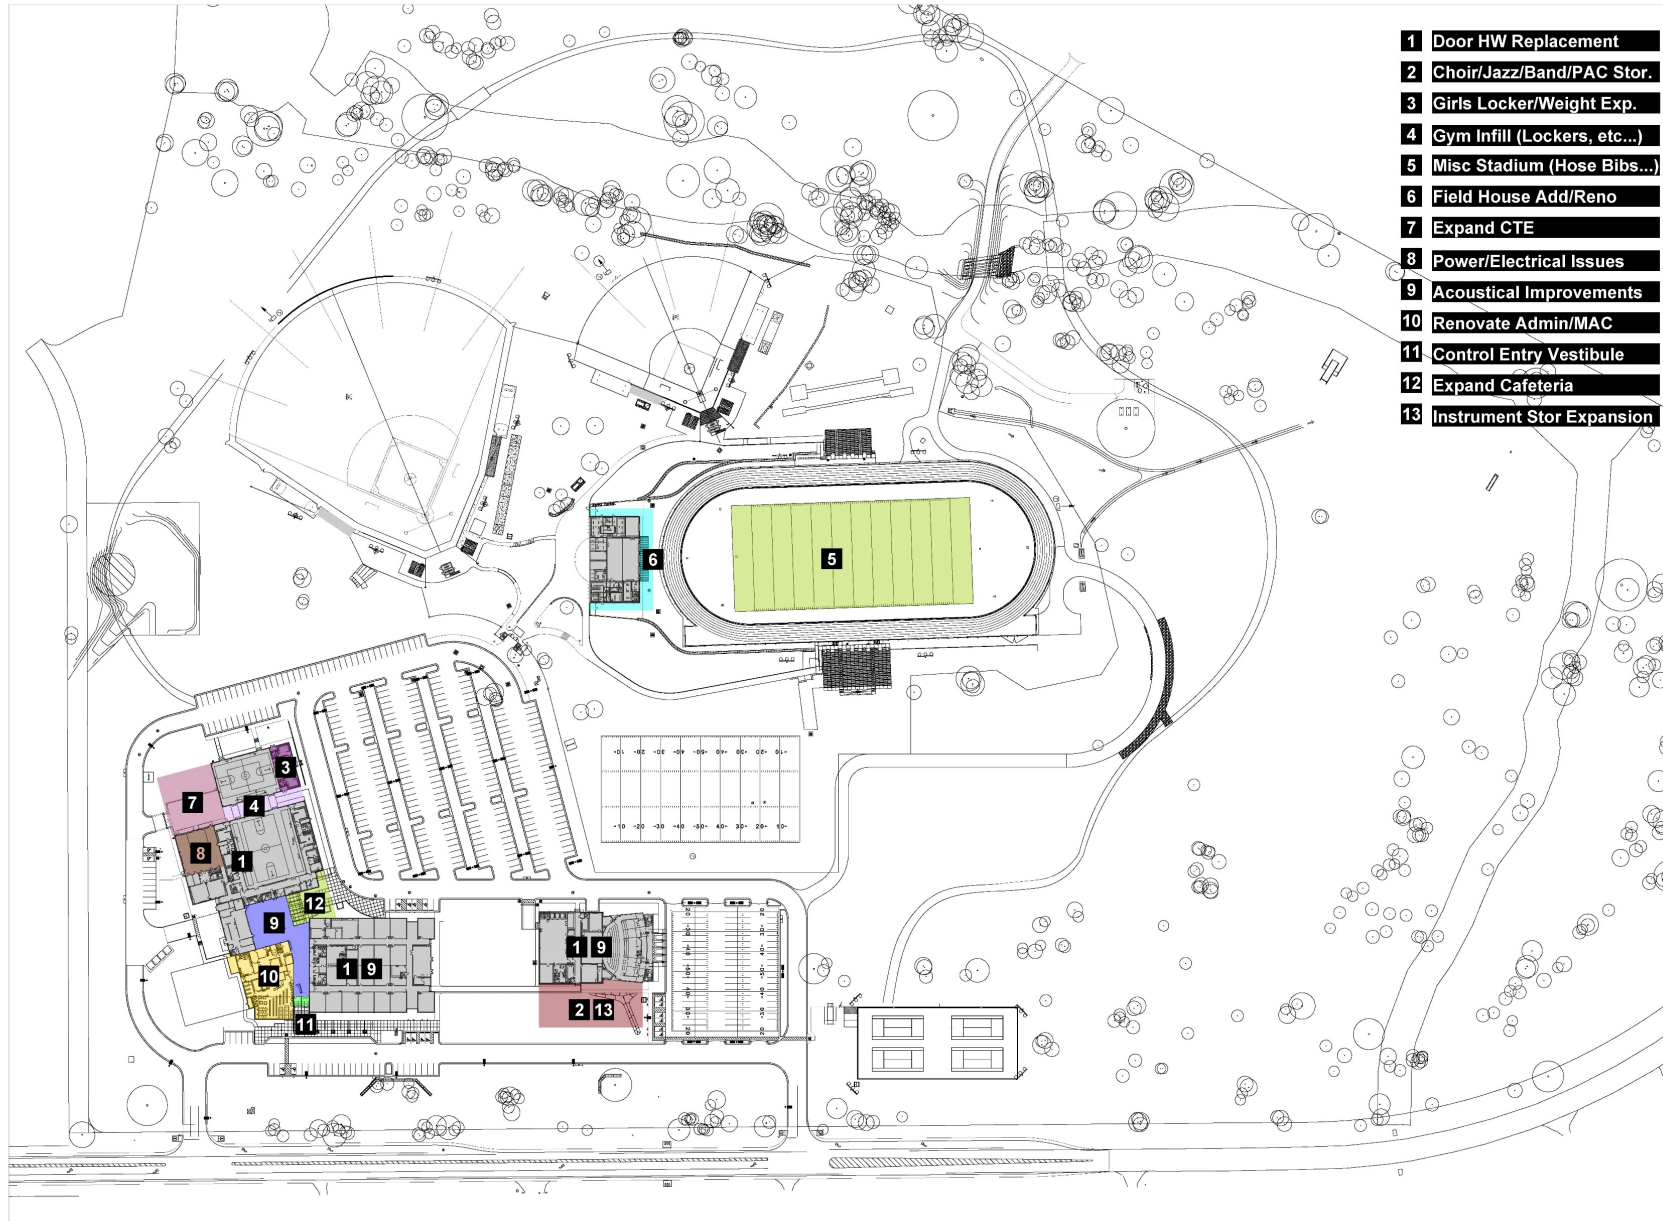 1 Door HW Replacement
2 Choir/Jazz/Band/PAC Stor.
3 Girls Locker/Weight Exp.
4 Gym Infill (Lockers, etc...)
5 Misc Stadium (Hose Bibs...)
6 Field House Add/Reno
7 Expand CTE
8 Power/Electrical Issues
9 Acoustical Improvements
10 Renovate Admin/MAC
11 Control Entry Vestibule
12 Expand Cafeteria
13 Instrument Stor Expansion
6
5
3
7
4
8
1
12
9
1 9
1 9
10
2 13
11